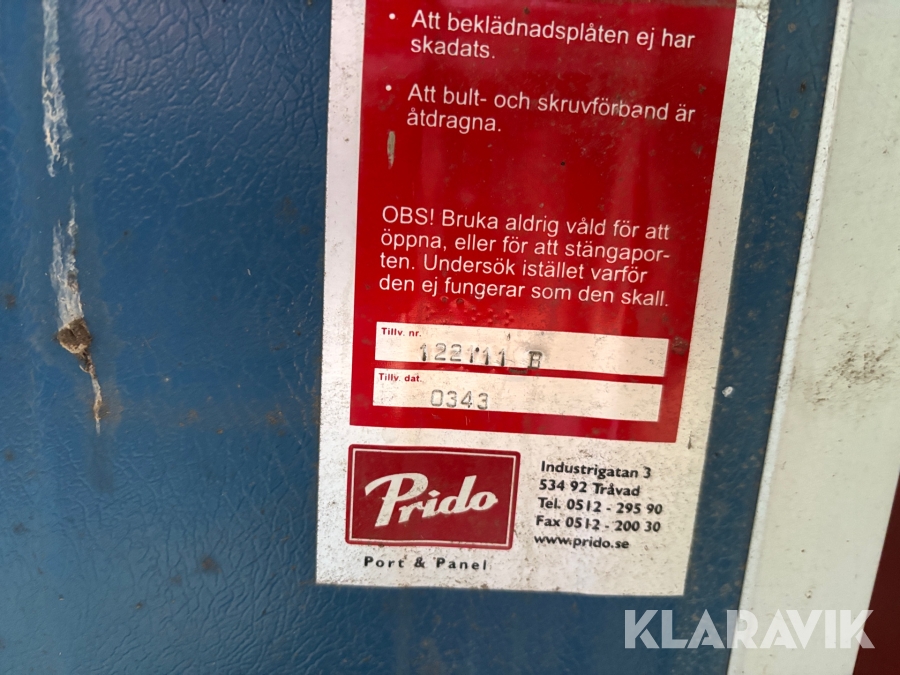 • Att beklädnadsplåten ej har
skadats.
• Att bult- och skruvförband är
åtdragna.
OBS! Bruka aldrig våld för att
öppna, eller för att stängapor-
ten. Undersök istället varför
den ej fungerar som den skall.
Tillv. nr.
122111 B
Tillv. dat.
0343
Prido
Port & Panel
Industrigatan 3
534 92 Tråvad
Tel. 0512 - 295 90
Fax 0512 - 200 30
www.prido.se
KLARAVIK